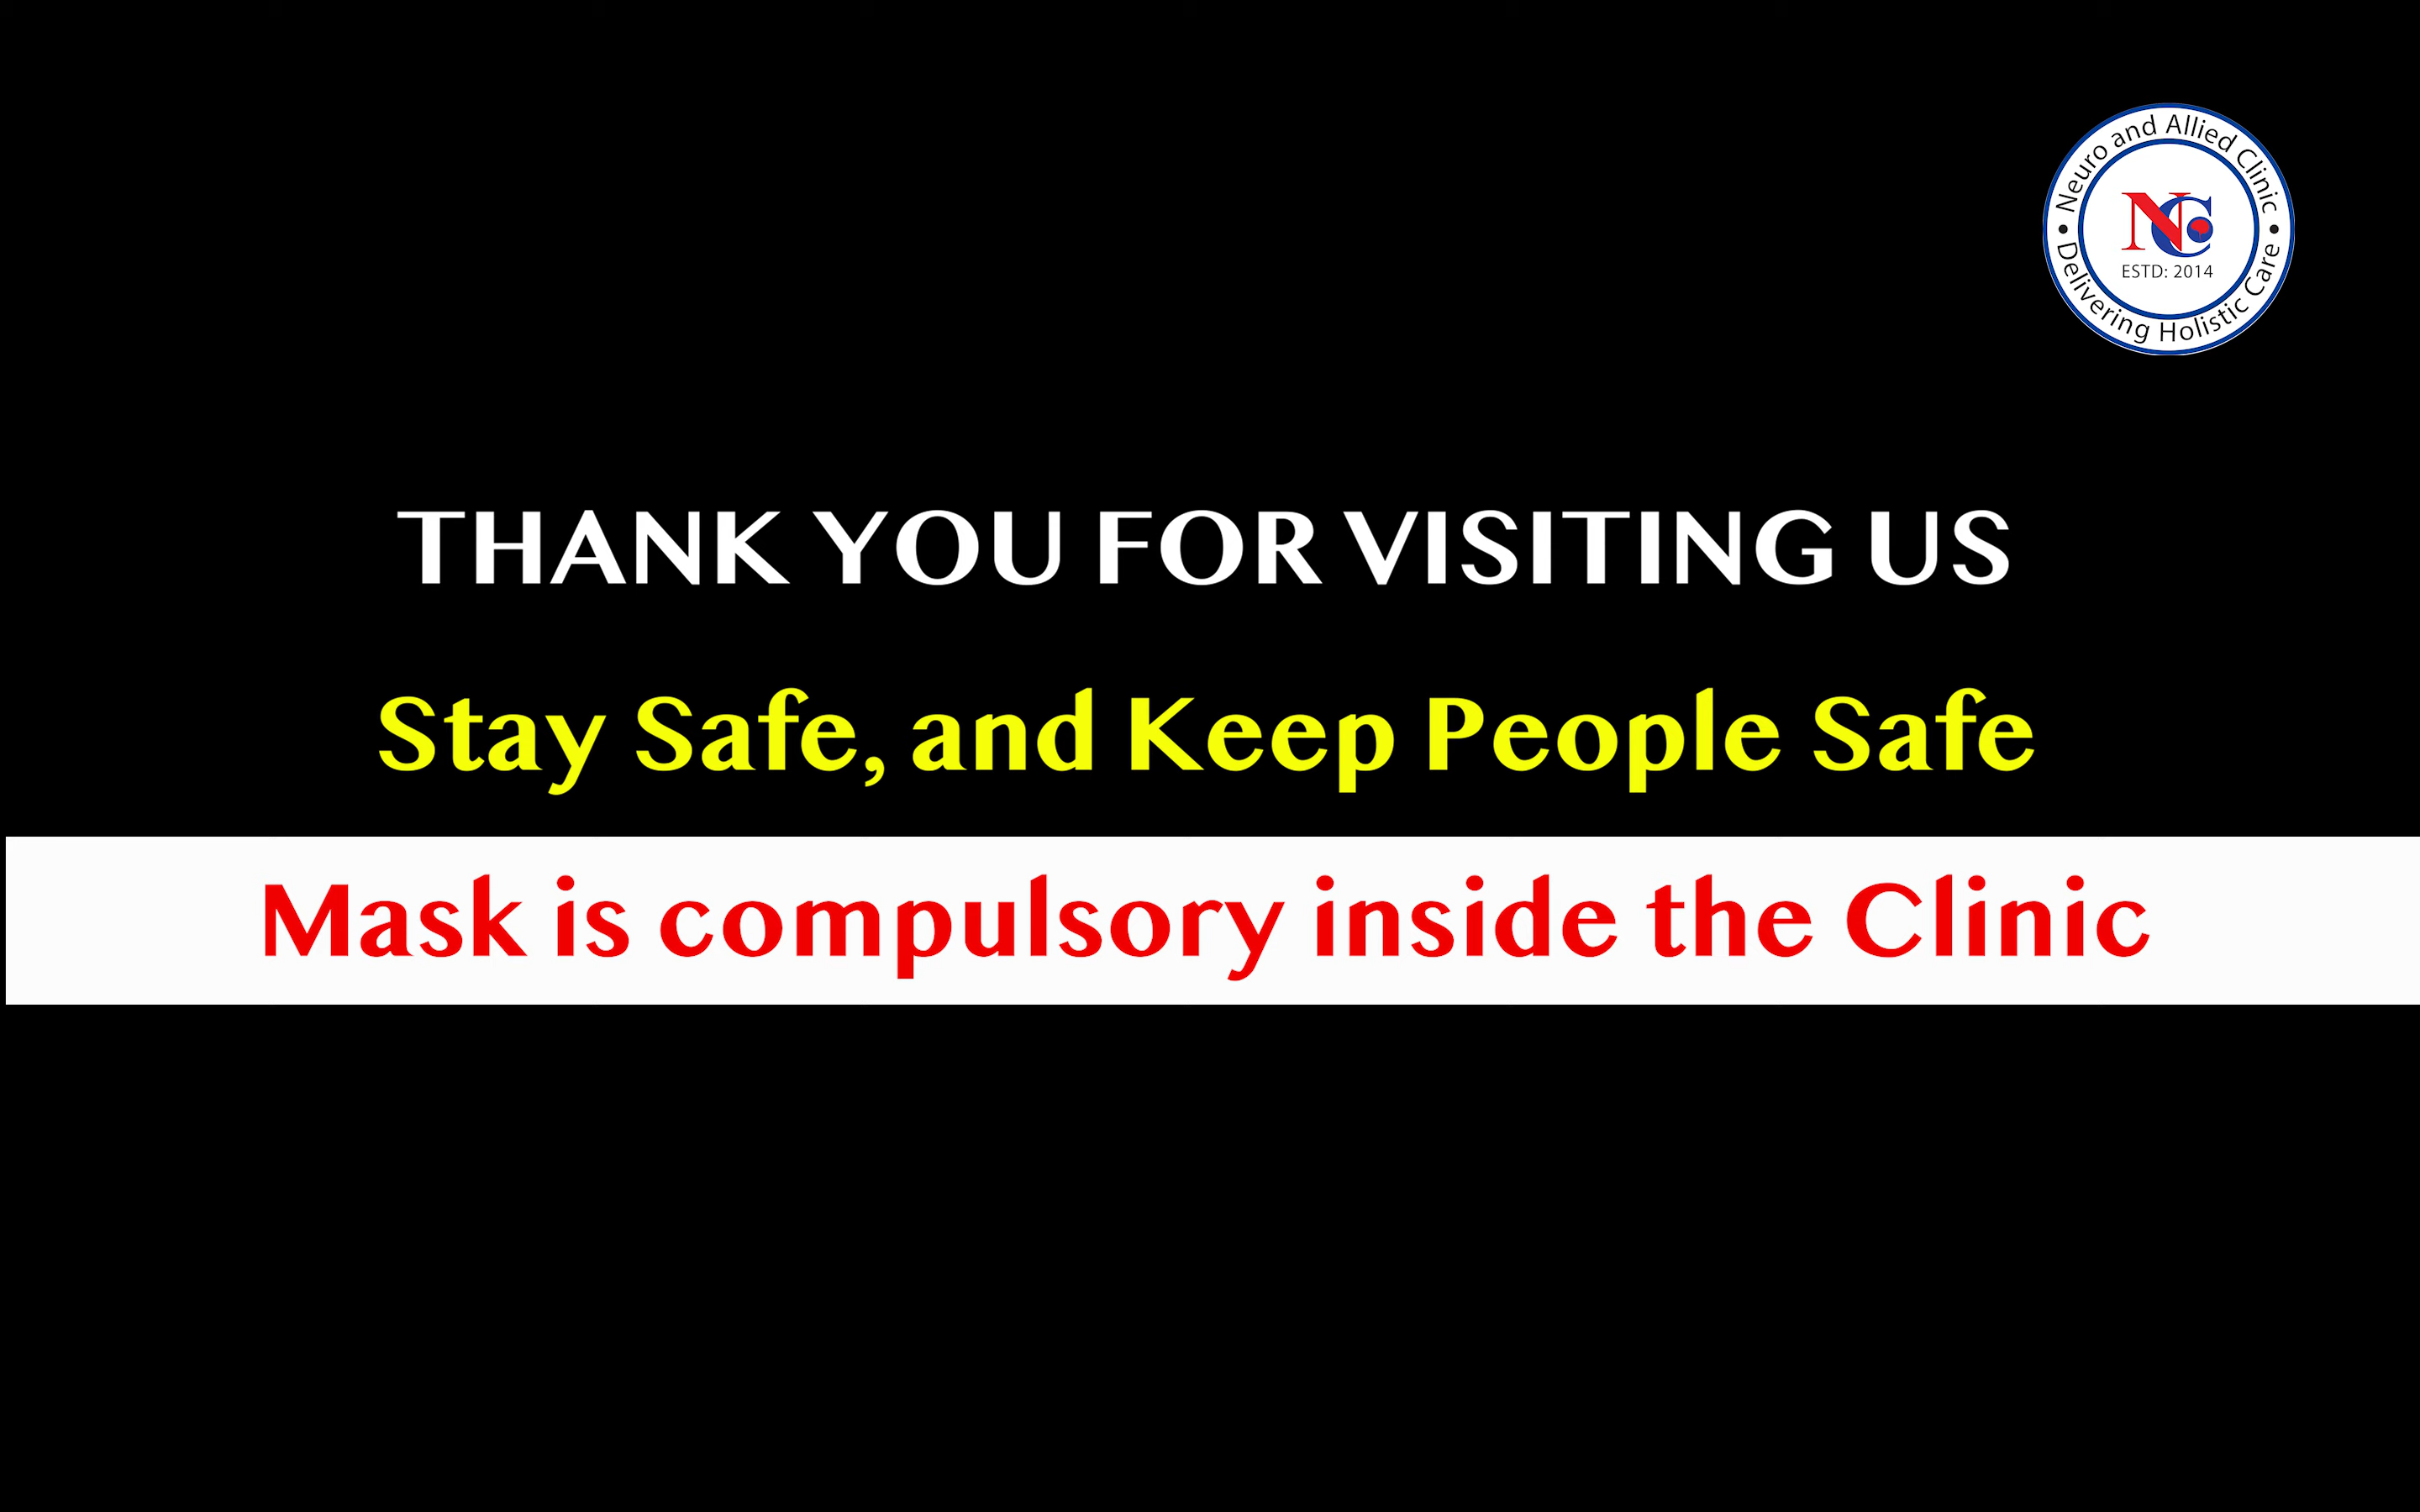 Neuro and Allied Clinic
NC
ESTD: 2014
Delivering Holistic Care
THANK YOU FOR VISITING US
Stay Safe, and Keep People Safe
Mask is compulsory inside the Clinic